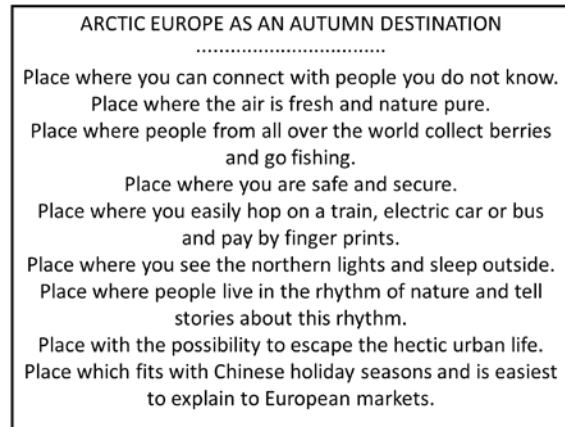 ARCTIC EUROPE AS AN AUTUMN DESTINATION
.................................
Place where you can connect with people you do not know.
Place where the air is fresh and nature pure.
Place where people from all over the world collect berries
and go fishing.
Place where you are safe and secure.
Place where you easily hop on a train, electric car or bus
and pay by finger prints.
Place where you see the northern lights and sleep outside.
Place where people live in the rhythm of nature and tell
stories about this rhythm.
Place with the possibility to escape the hectic urban life.
Place which fits with Chinese holiday seasons and is easiest
to explain to European markets.